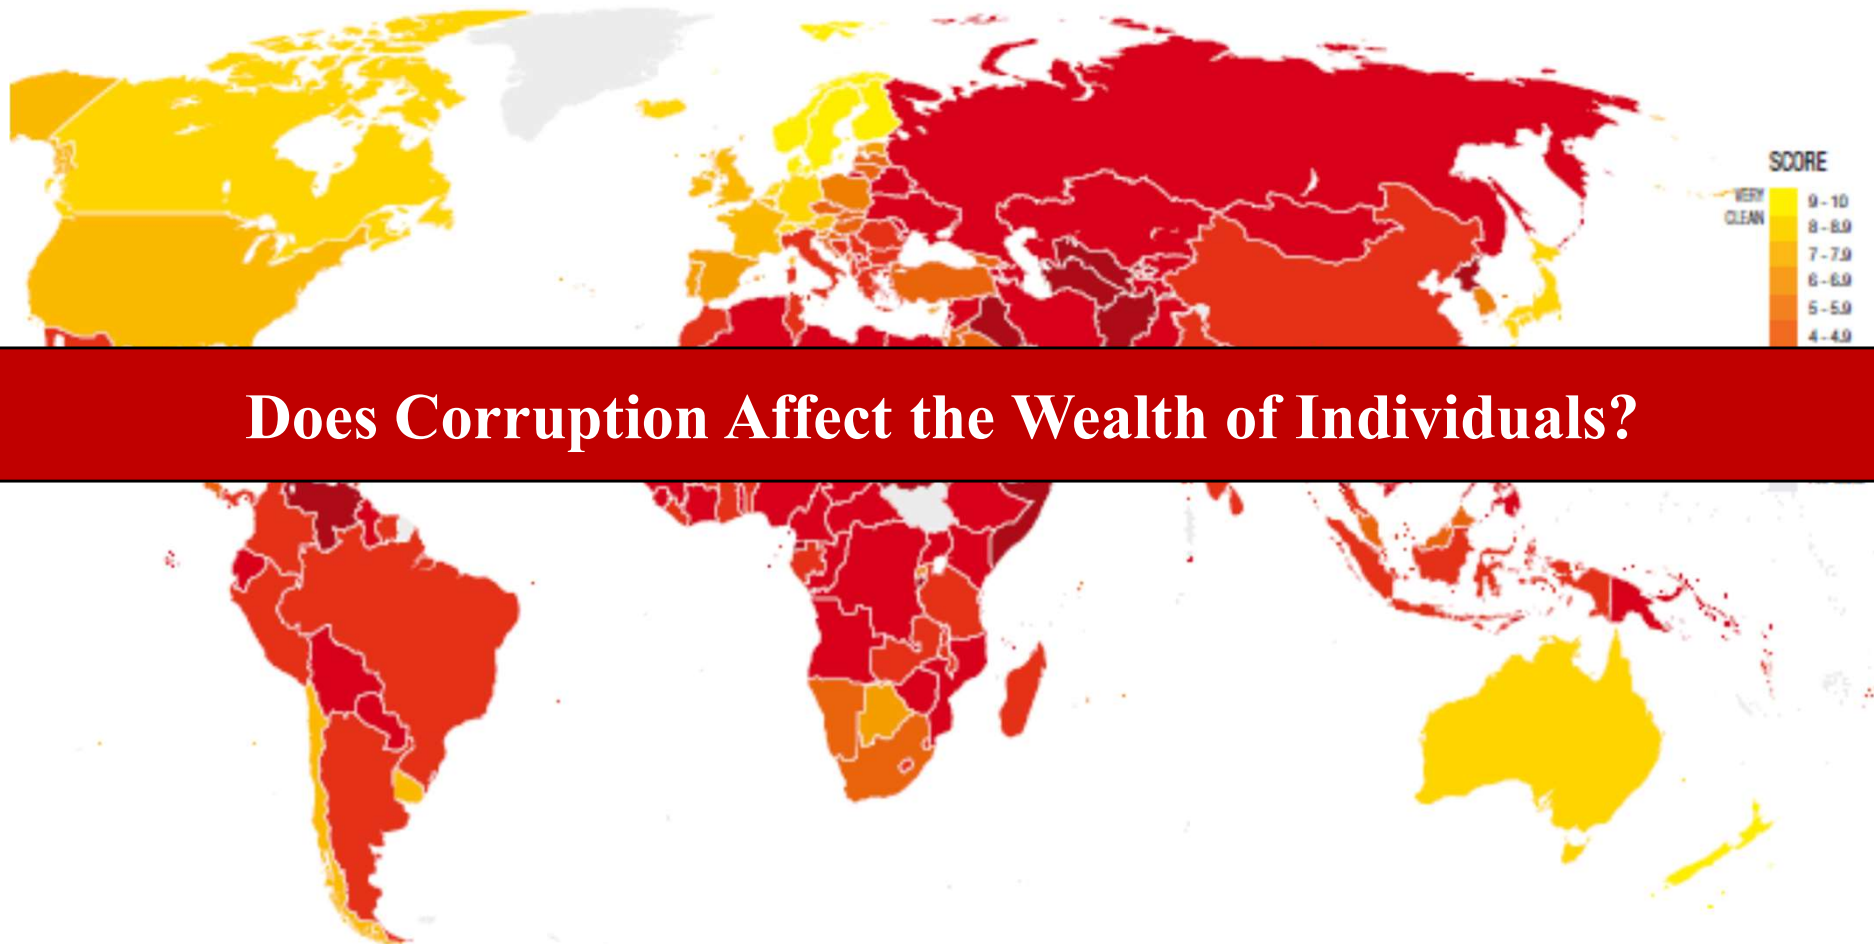 SCORE
VERY
CLEAN
9 - 10
8 - 8.9
7 - 7.9
6 - 6.9
5 - 5.9
4 - 4.9
Does Corruption Affect the Wealth of Individuals?